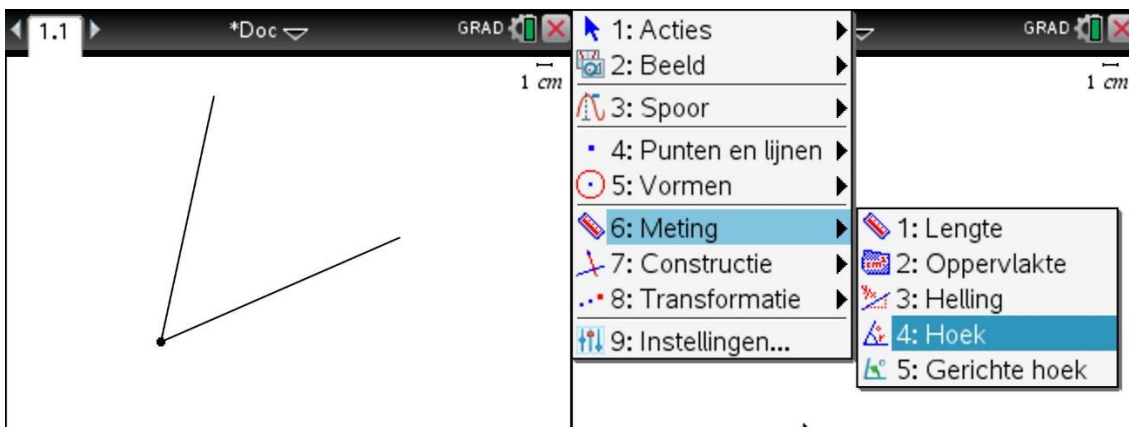 1.1 *Doc GRAD
1 cm
1: Acties
2: Beeld
3: Spoor
4: Punten en lijnen
5: Vormen
6: Meting
7: Constructie
8: Transformatie
9: Instellingen...
GRAD
1 cm
1: Lengte
2: Oppervlakte
3: Helling
4: Hoek
5: Gerichte hoek